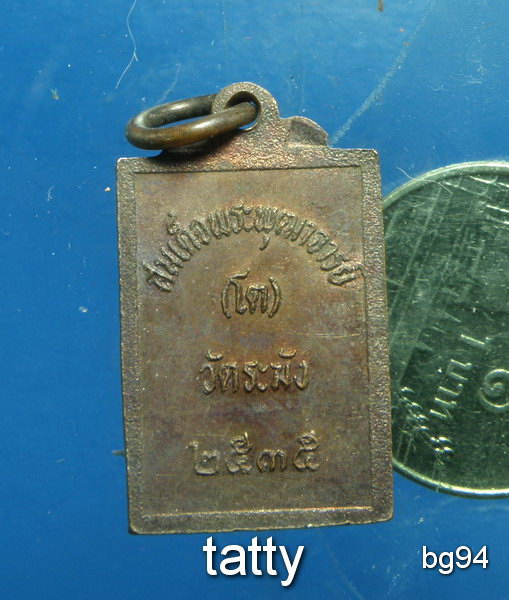 สมเด็จพระพุฒาจารย์
(โต)
วัดระฆัง
๒๕๓๕
tatty
bg94